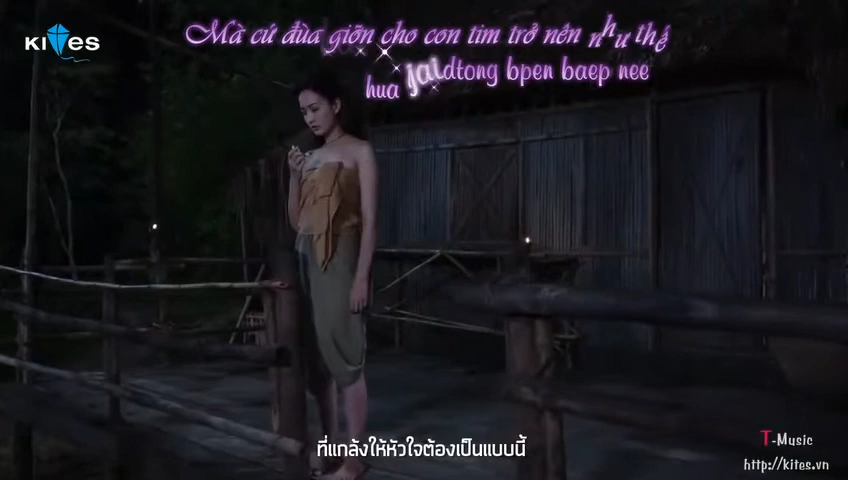 KITES
Mà cứ đùa giỡn cho con tim trở nên như thế
hua jai dtong bpen baep nee
ที่แกล้งให้หัวใจต้องเป็นแบบนี้
T-Music
http://kites.vn